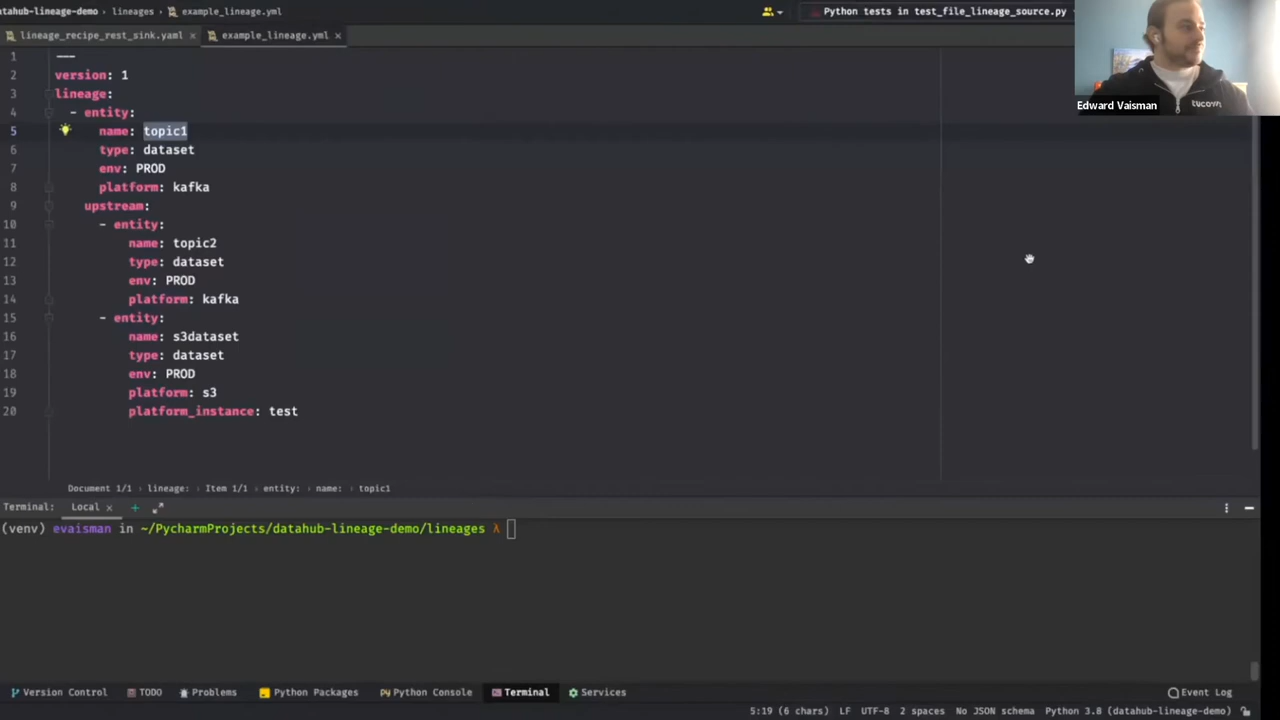 atahub-lineage-demo › lineages › example_lineage.yml
Python tests in test_file_lineage_source.py
lineage_recipe_rest_sink.yaml × example_lineage.yml ×
1 ---
2 version: 1
3 lineage:
4 - entity:
5 name: topic1
6 type: dataset
7 env: PROD
8 platform: kafka
9 upstream:
10 - entity:
11 name: topic2
12 type: dataset
13 env: PROD
14 platform: kafka
15 - entity:
16 name: s3dataset
17 type: dataset
18 env: PROD
19 platform: s3
20 platform_instance: test
Edward Vaisman
tucows
Document 1/1 › lineage: › Item 1/1 › entity: › name: › topic1
Terminal: Local × +
(venv) evaisman in ~/PycharmProjects/datahub-lineage-demo/lineages λ
Version Control TODO Problems Python Packages Python Console Terminal Services Event Log
5:19 (6 chars) LF UTF-8 2 spaces No JSON schema Python 3.8 (datahub-lineage-demo)